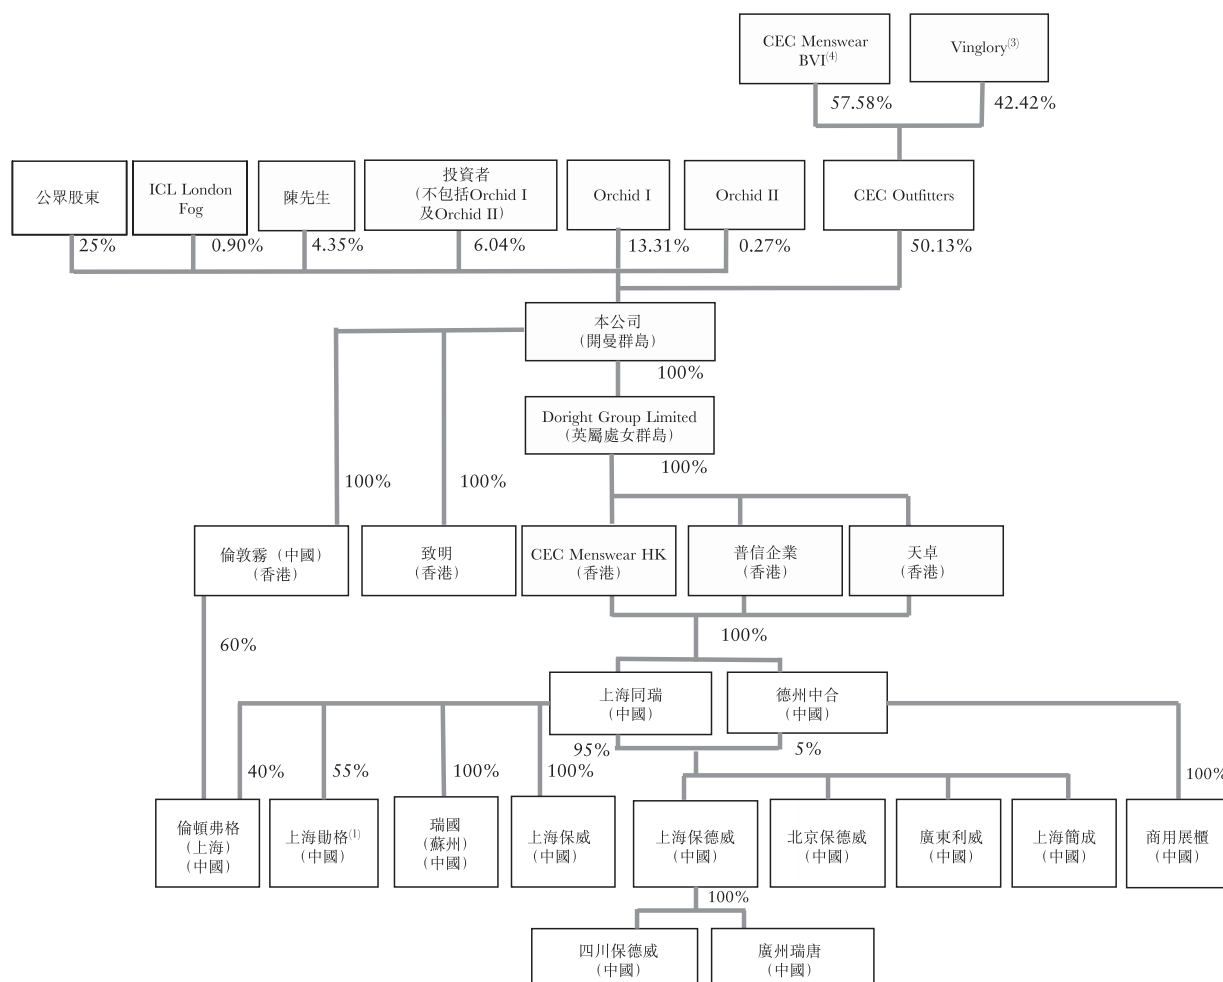 CEC Menswear
BVI(4)
Vinglory(3)
57.58%
42.42%
公眾股東
ICL London
Fog
陳先生
投資者
（不包括Orchid I
及Orchid II）
Orchid I
Orchid II
CEC Outfitters
25%
0.90%
4.35%
6.04%
13.31%
0.27%
50.13%
本公司
（開曼群島）
100%
Doright Group Limited
（英屬處女群島）
100%
100%
100%
倫敦霧（中國）
（香港）
致明
（香港）
CEC Menswear HK
（香港）
普信企業
（香港）
天卓
（香港）
60%
100%
上海同瑞
（中國）
德州中合
（中國）
95%
5%
40%
55%
100%
100%
100%
倫頓弗格
（上海）
（中國）
上海勛格(1)
（中國）
瑞國
（蘇州）
（中國）
上海保威
（中國）
上海保德威
（中國）
北京保德威
（中國）
廣東利威
（中國）
上海簡成
（中國）
商用展櫃
（中國）
100%
四川保德威
（中國）
廣州瑞唐
（中國）